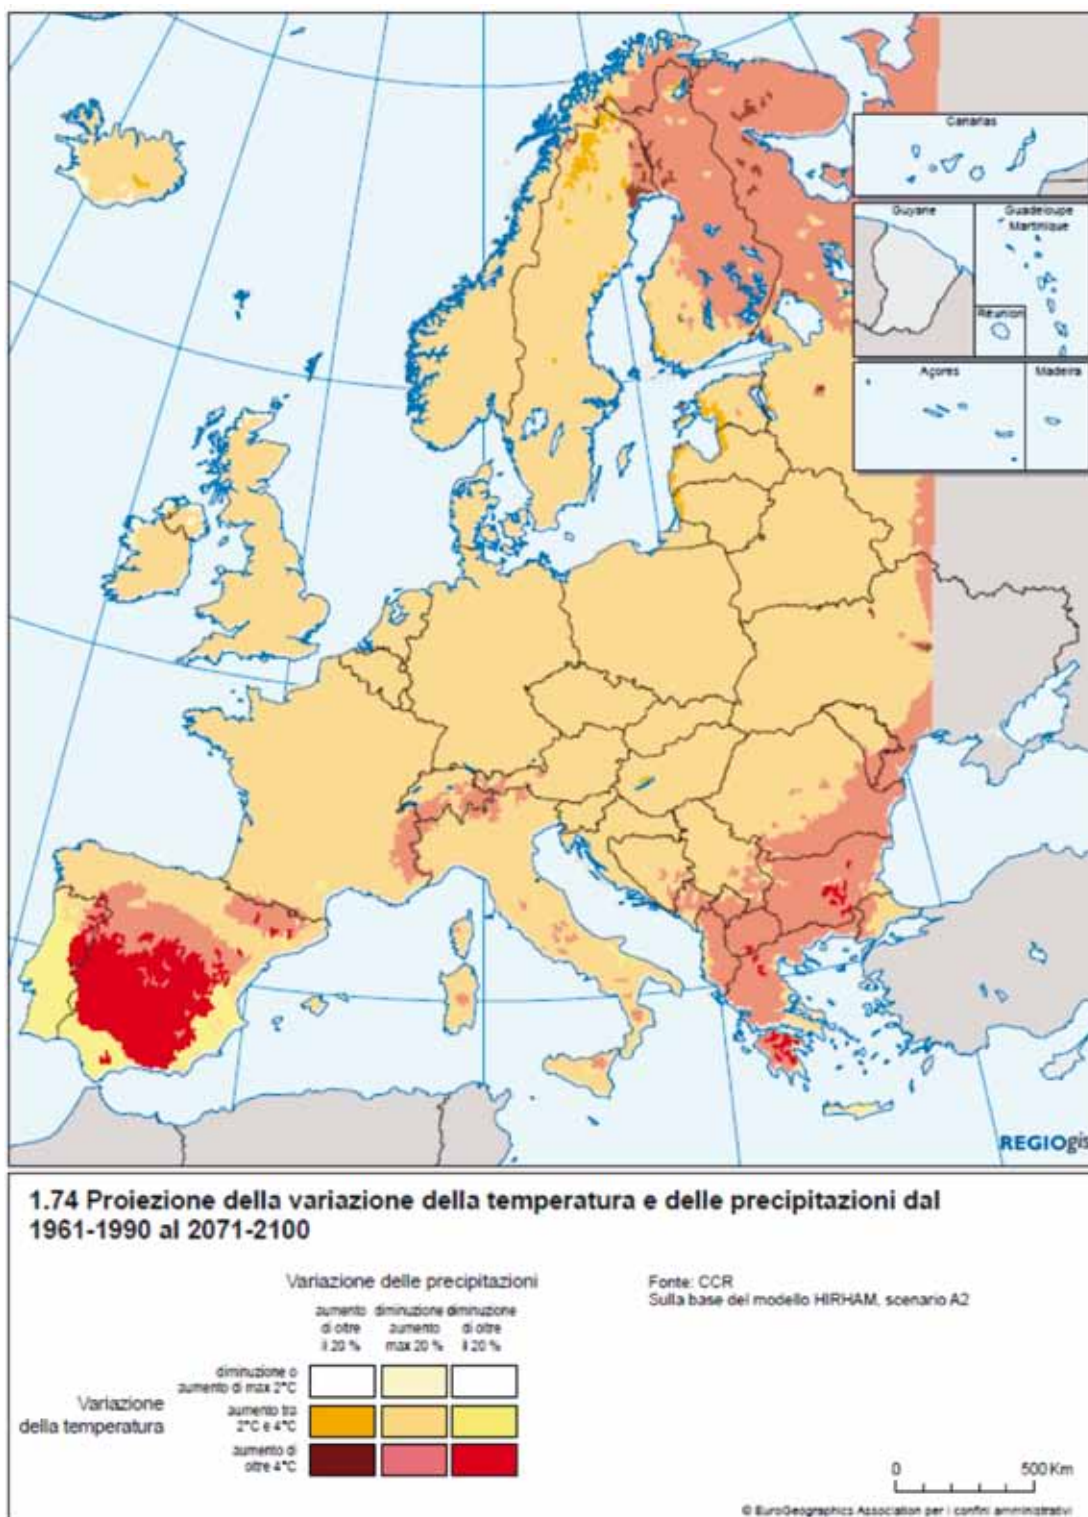 Canarias
Guyane
Guadeloupe
Martinique
Réunion
Açores
Madeira
REGIOgis
1.74 Proiezione della variazione della temperatura e delle precipitazioni dal
1961-1990 al 2071-2100
Variazione delle precipitazioni
aumento
di oltre
il 20 %
diminuzione
aumento
max 20 %
diminuzione
di oltre
il 20 %
Variazione
della temperatura
diminuzione o
aumento di max 2°C
aumento tra
2°C e 4°C
aumento di
oltre 4°C
Fonte: CCR
Sulla base del modello HIRHAM, scenario A2
0 500 Km
© EuroGeographics Association per i confini amministrativi